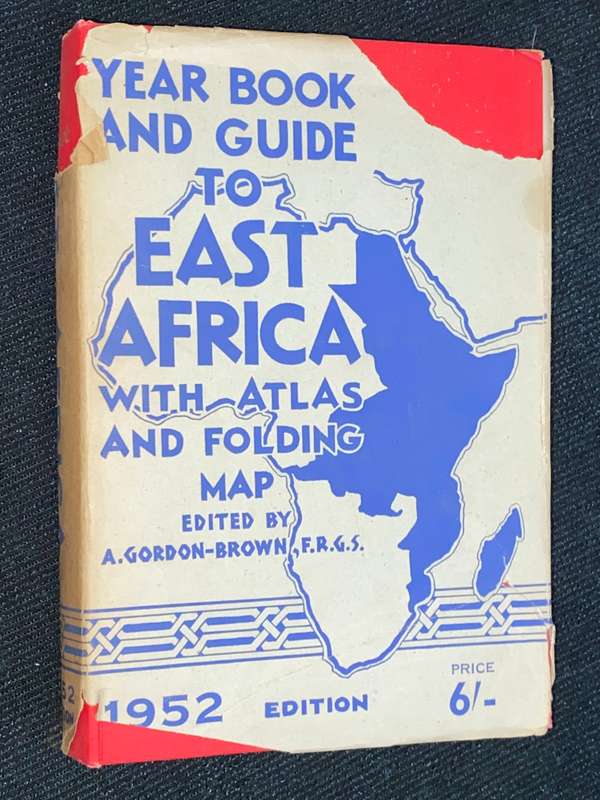 YEAR BOOK
AND GUIDE
TO
EAST
AFRICA
WITH ATLAS
AND FOLDING
MAP
EDITED BY
A. GORDON-BROWN, F.R.G.S.
1952 EDITION
PRICE
6/-